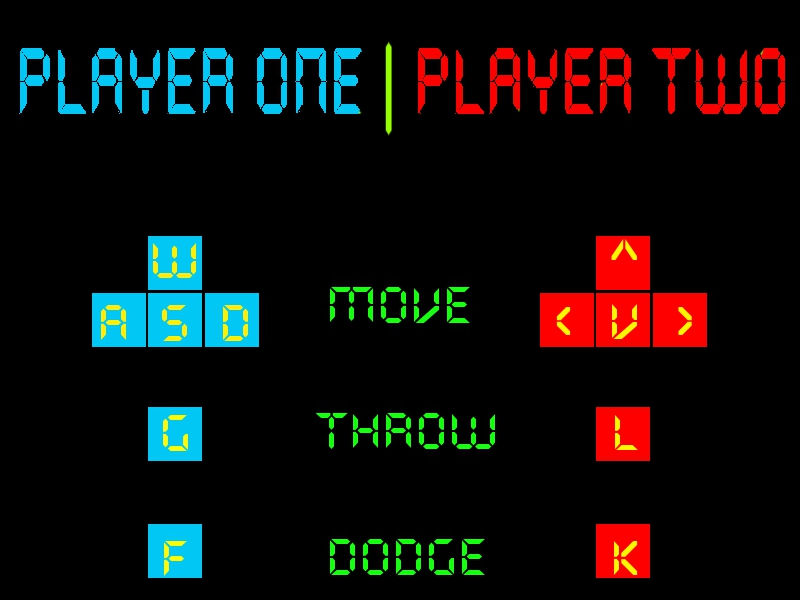 PLAYER ONE | PLAYER TWO
W ^
A S D MOVE < V >
G THROW L
F DODGE K